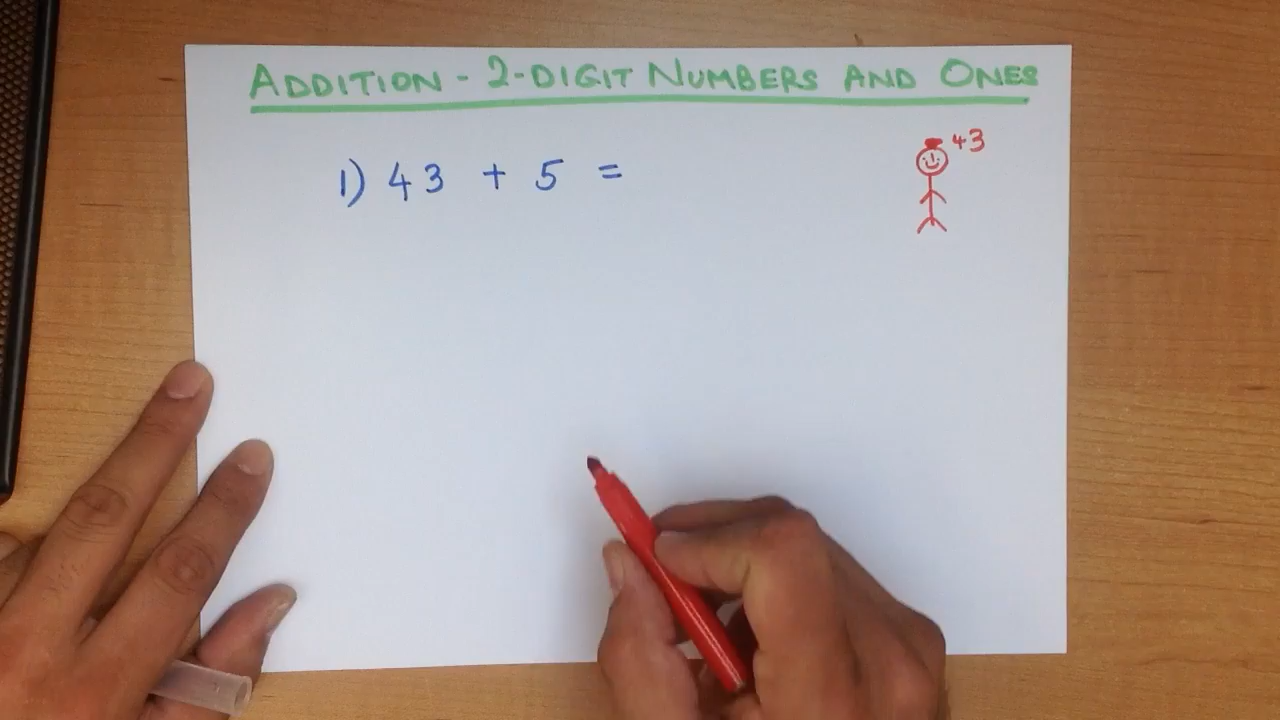 ADDITION - 2-DIGIT NUMBERS AND ONES
43
1) 43 + 5 =